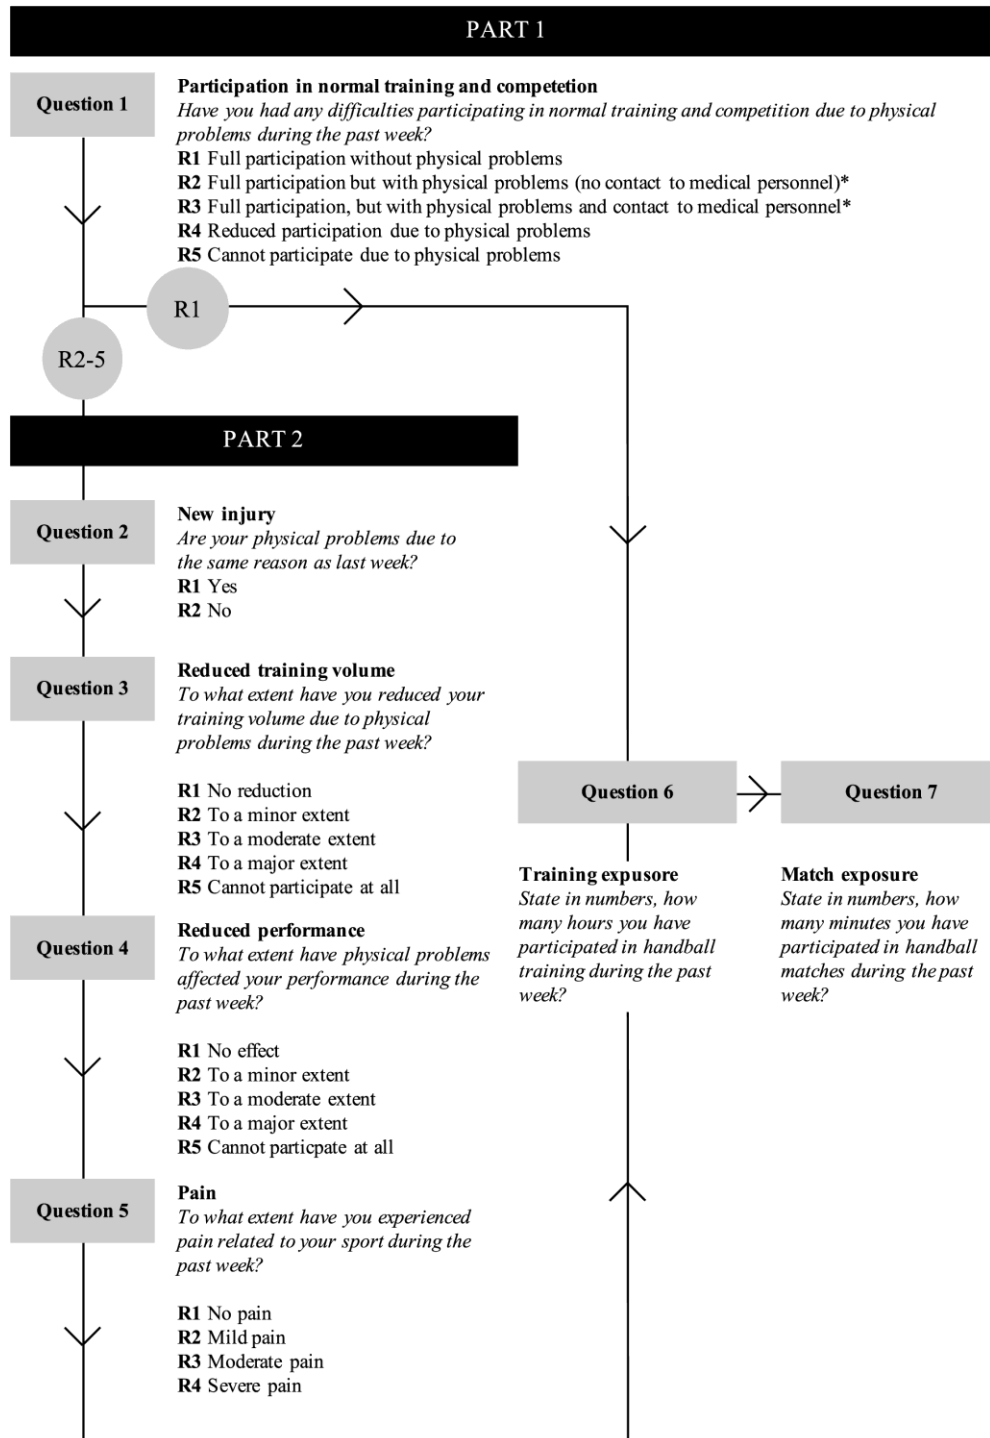 PART 1
Question 1
Participation in normal training and competetion
Have you had any difficulties participating in normal training and competition due to physical
problems during the past week?
R1 Full participation without physical problems
R2 Full participation but with physical problems (no contact to medical personnel)*
R3 Full participation, but with physical problems and contact to medical personnel*
R4 Reduced participation due to physical problems
R5 Cannot participate due to physical problems
R1
R2-5
PART 2
Question 2
New injury
Are your physical problems due to
the same reason as last week?
R1 Yes
R2 No
Question 3
Reduced training volume
To what extent have you reduced your
training volume due to physical
problems during the past week?
R1 No reduction
R2 To a minor extent
R3 To a moderate extent
R4 To a major extent
R5 Cannot participate at all
Question 4
Reduced performance
To what extent have physical problems
affected your performance during the
past week?
R1 No effect
R2 To a minor extent
R3 To a moderate extent
R4 To a major extent
R5 Cannot particpate at all
Question 5
Pain
To what extent have you experienced
pain related to your sport during the
past week?
R1 No pain
R2 Mild pain
R3 Moderate pain
R4 Severe pain
Question 6
Training expusore
State in numbers, how
many hours you have
participated in handball
training during the past
week?
Question 7
Match exposure
State in numbers, how
many minutes you have
participated in handball
matches during the past
week?